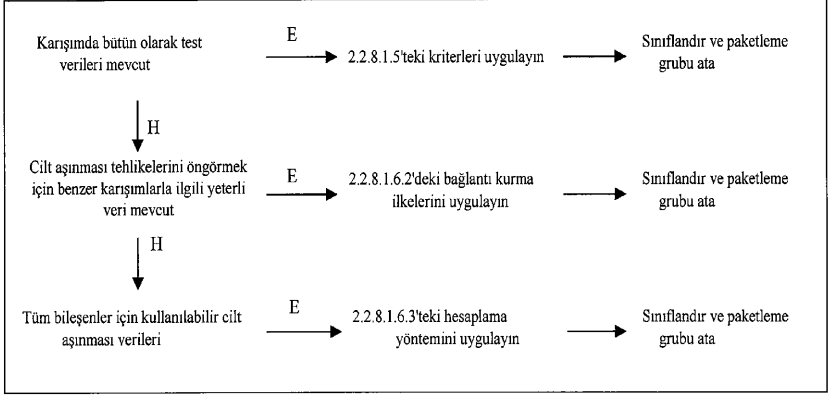 Karışımda bütün olarak test
verileri mevcut
E
2.2.8.1.5'teki kriterleri uygulayın
Sınıflandır ve paketleme
grubu ata
H
Cilt aşınması tehlikelerini öngörmek
için benzer karışımlarla ilgili yeterli
veri mevcut
E
2.2.8.1.6.2'deki bağlantı kurma
ilkelerini uygulayın
Sınıflandır ve paketleme
grubu ata
H
Tüm bileşenler için kullanılabilir cilt
aşınması verileri
E
2.2.8.1.6.3'teki hesaplama
yöntemini uygulayın
Sınıflandır ve paketleme
grubu ata